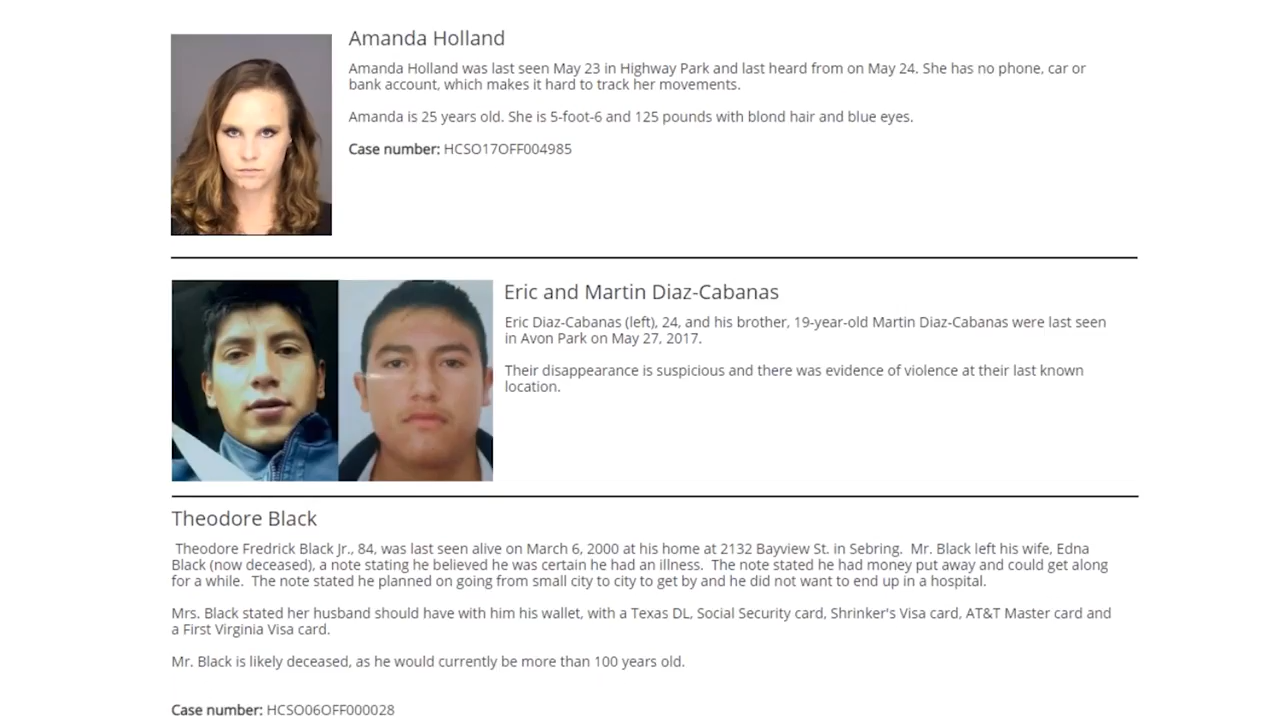 Amanda Holland
Amanda Holland was last seen May 23 in Highway Park and last heard from on May 24. She has no phone, car or
bank account, which makes it hard to track her movements.
Amanda is 25 years old. She is 5-foot-6 and 125 pounds with blond hair and blue eyes.
Case number: HCSO17OFF004985
Eric and Martin Diaz-Cabanas
Eric Diaz-Cabanas (left), 24, and his brother, 19-year-old Martin Diaz-Cabanas were last seen
in Avon Park on May 27, 2017.
Their disappearance is suspicious and there was evidence of violence at their last known
location.
Theodore Black
Theodore Fredrick Black Jr., 84, was last seen alive on March 6, 2000 at his home at 2132 Bayview St. in Sebring. Mr. Black left his wife, Edna
Black (now deceased), a note stating he believed he was certain he had an illness. The note stated he had money put away and could get along
for a while. The note stated he planned on going from small city to city to get by and he did not want to end up in a hospital.
Mrs. Black stated her husband should have with him his wallet, with a Texas DL, Social Security card, Shrinker's Visa card, AT&T Master card and
a First Virginia Visa card.
Mr. Black is likely deceased, as he would currently be more than 100 years old.
Case number: HCSO06OFF000028